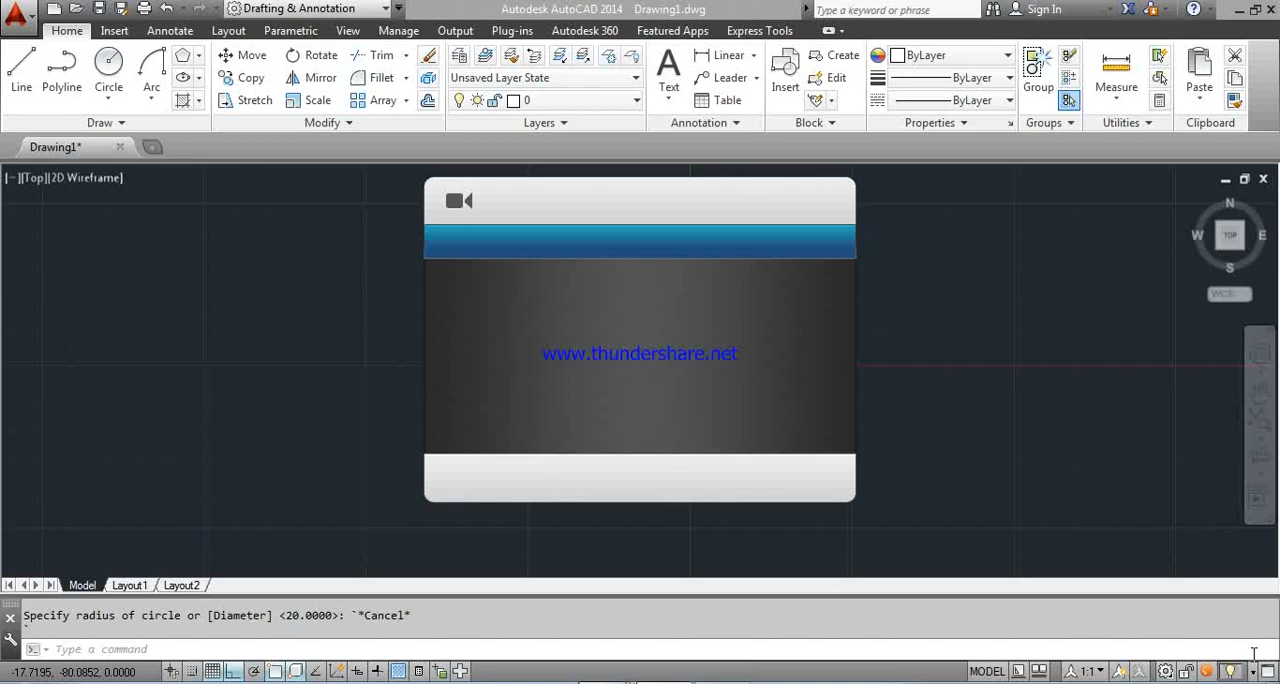 Drafting & Annotation
Autodesk AutoCAD 2014 Drawing1.dwg
Type a keyword or phrase
Sign In
Home Insert Annotate Layout Parametric View Manage Output Plug-ins Autodesk 360 Featured Apps Express Tools
Line
Polyline
Circle
Arc
Draw
Move
Rotate
Trim
Copy
Mirror
Fillet
Stretch
Scale
Array
Modify
Unsaved Layer State
0
Layers
Text
Linear
Leader
Table
Annotation
Insert
Create
Edit
Block
ByLayer
ByLayer
ByLayer
Properties
Group
Groups
Measure
Utilities
Paste
Clipboard
Drawing1*
[−][Top][2D Wireframe]
N
W TOP E
S
WCS
www.thundershare.net
Model Layout1 Layout2
Specify radius of circle or [Diameter] <20.0000>: `*Cancel*
`
Type a command
-17.7195, -80.0852, 0.0000
MODEL
1:1